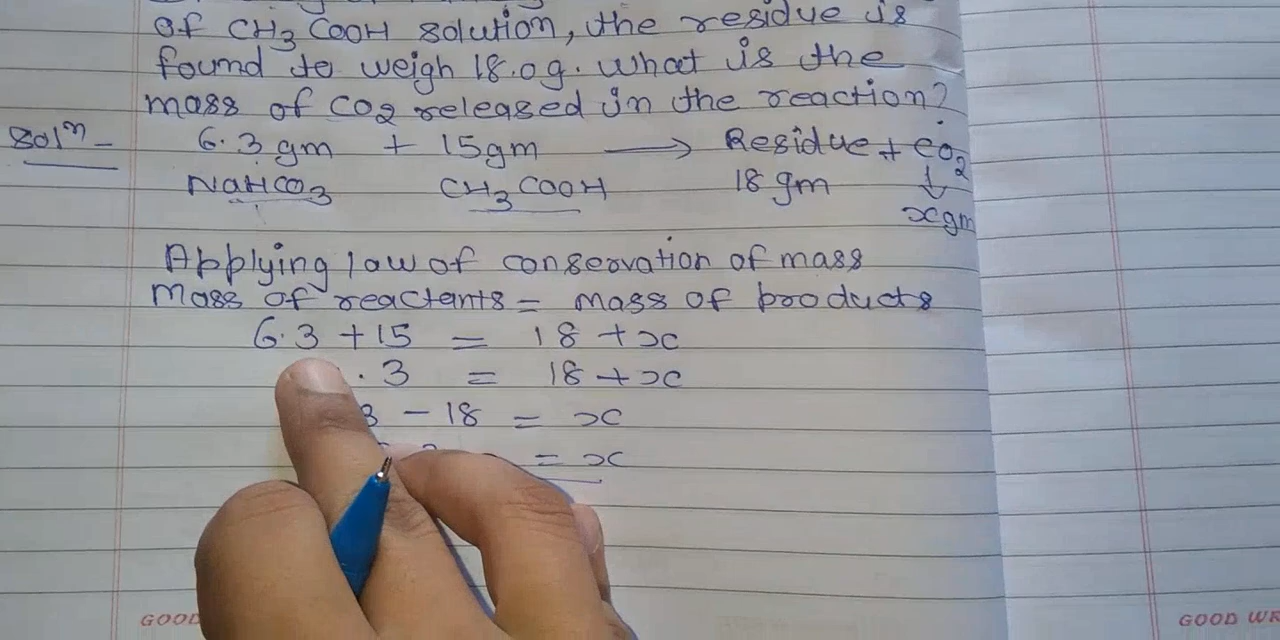 of CH3COOH solution, the residue is
found to weigh 18.0g. what is the
mass of CO2 released in the reaction?
Soln - 6.3 gm + 15gm → Residue + CO2
NaHCO3 CH3COOH 18 gm ↓
x gm
Applying law of conservation of mass
Mass of reactants = mass of products
6.3 + 15 = 18 + x
.3 = 18 + x
3 - 18 = x
= x
GOOD
GOOD WR